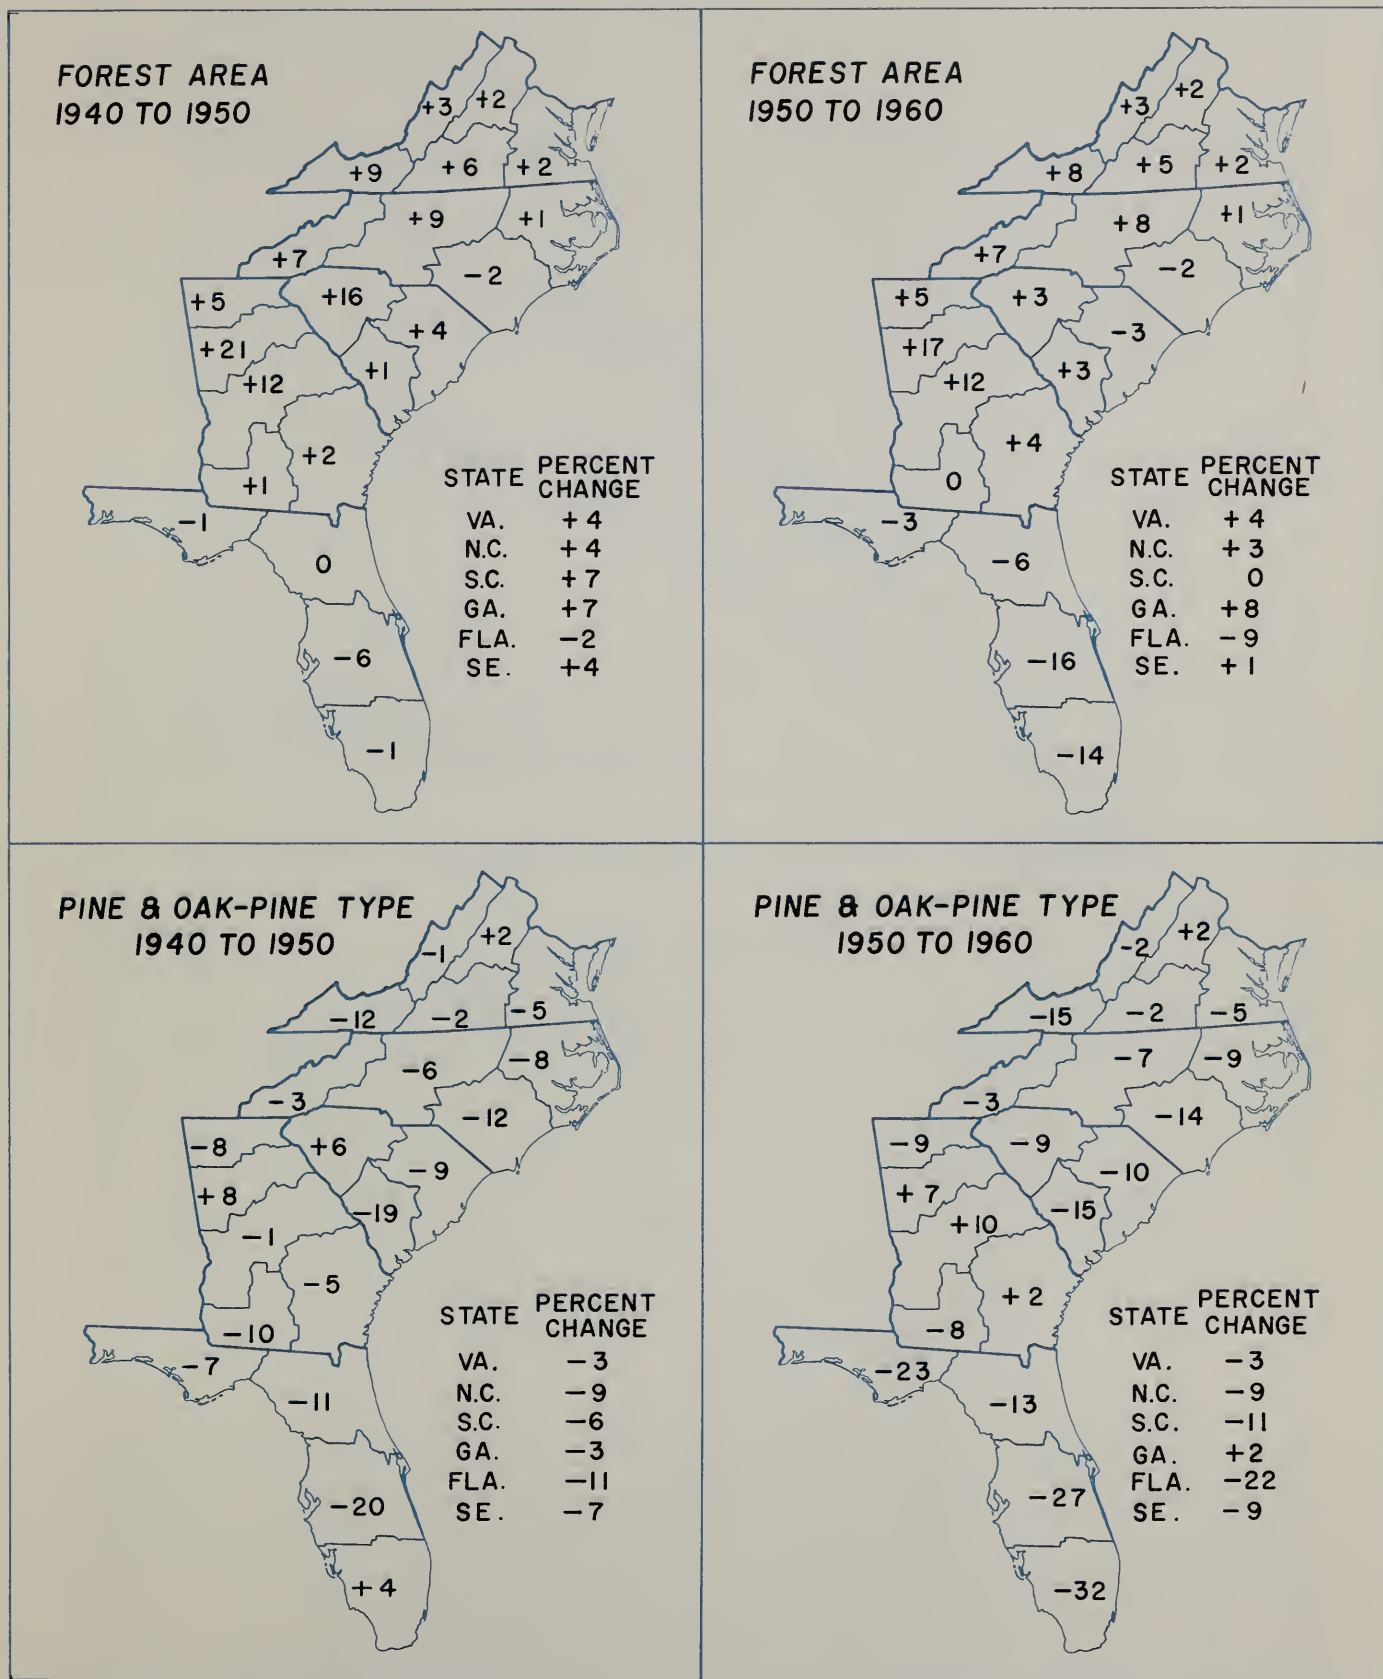 FOREST AREA
1940 TO 1950
+3
+2
+9
+6
+2
+9
+1
+7
-2
+5
+16
+4
+21
+12
+1
+2
+1
-1
0
-6
-1
STATE PERCENT CHANGE
VA. +4
N.C. +4
S.C. +7
GA. +7
FLA. -2
SE. +4
FOREST AREA
1950 TO 1960
+3
+2
+8
+5
+2
+8
+1
+7
-2
+5
+3
-3
+17
+12
+3
+4
0
-3
-6
-16
-14
STATE PERCENT CHANGE
VA. +4
N.C. +3
S.C. 0
GA. +8
FLA. -9
SE. +1
PINE & OAK-PINE TYPE
1940 TO 1950
-1
+2
-12
-2
-5
-6
-8
-3
-12
-8
+6
-9
+8
-1
-19
-5
-10
-7
-11
-20
+4
STATE PERCENT CHANGE
VA. -3
N.C. -9
S.C. -6
GA. -3
FLA. -11
SE. -7
PINE & OAK-PINE TYPE
1950 TO 1960
-2
+2
-15
-2
-5
-7
-9
-3
-14
-9
-9
-10
+7
+10
-15
+2
-8
-23
-13
-27
-32
STATE PERCENT CHANGE
VA. -3
N.C. -9
S.C. -11
GA. +2
FLA. -22
SE. -9